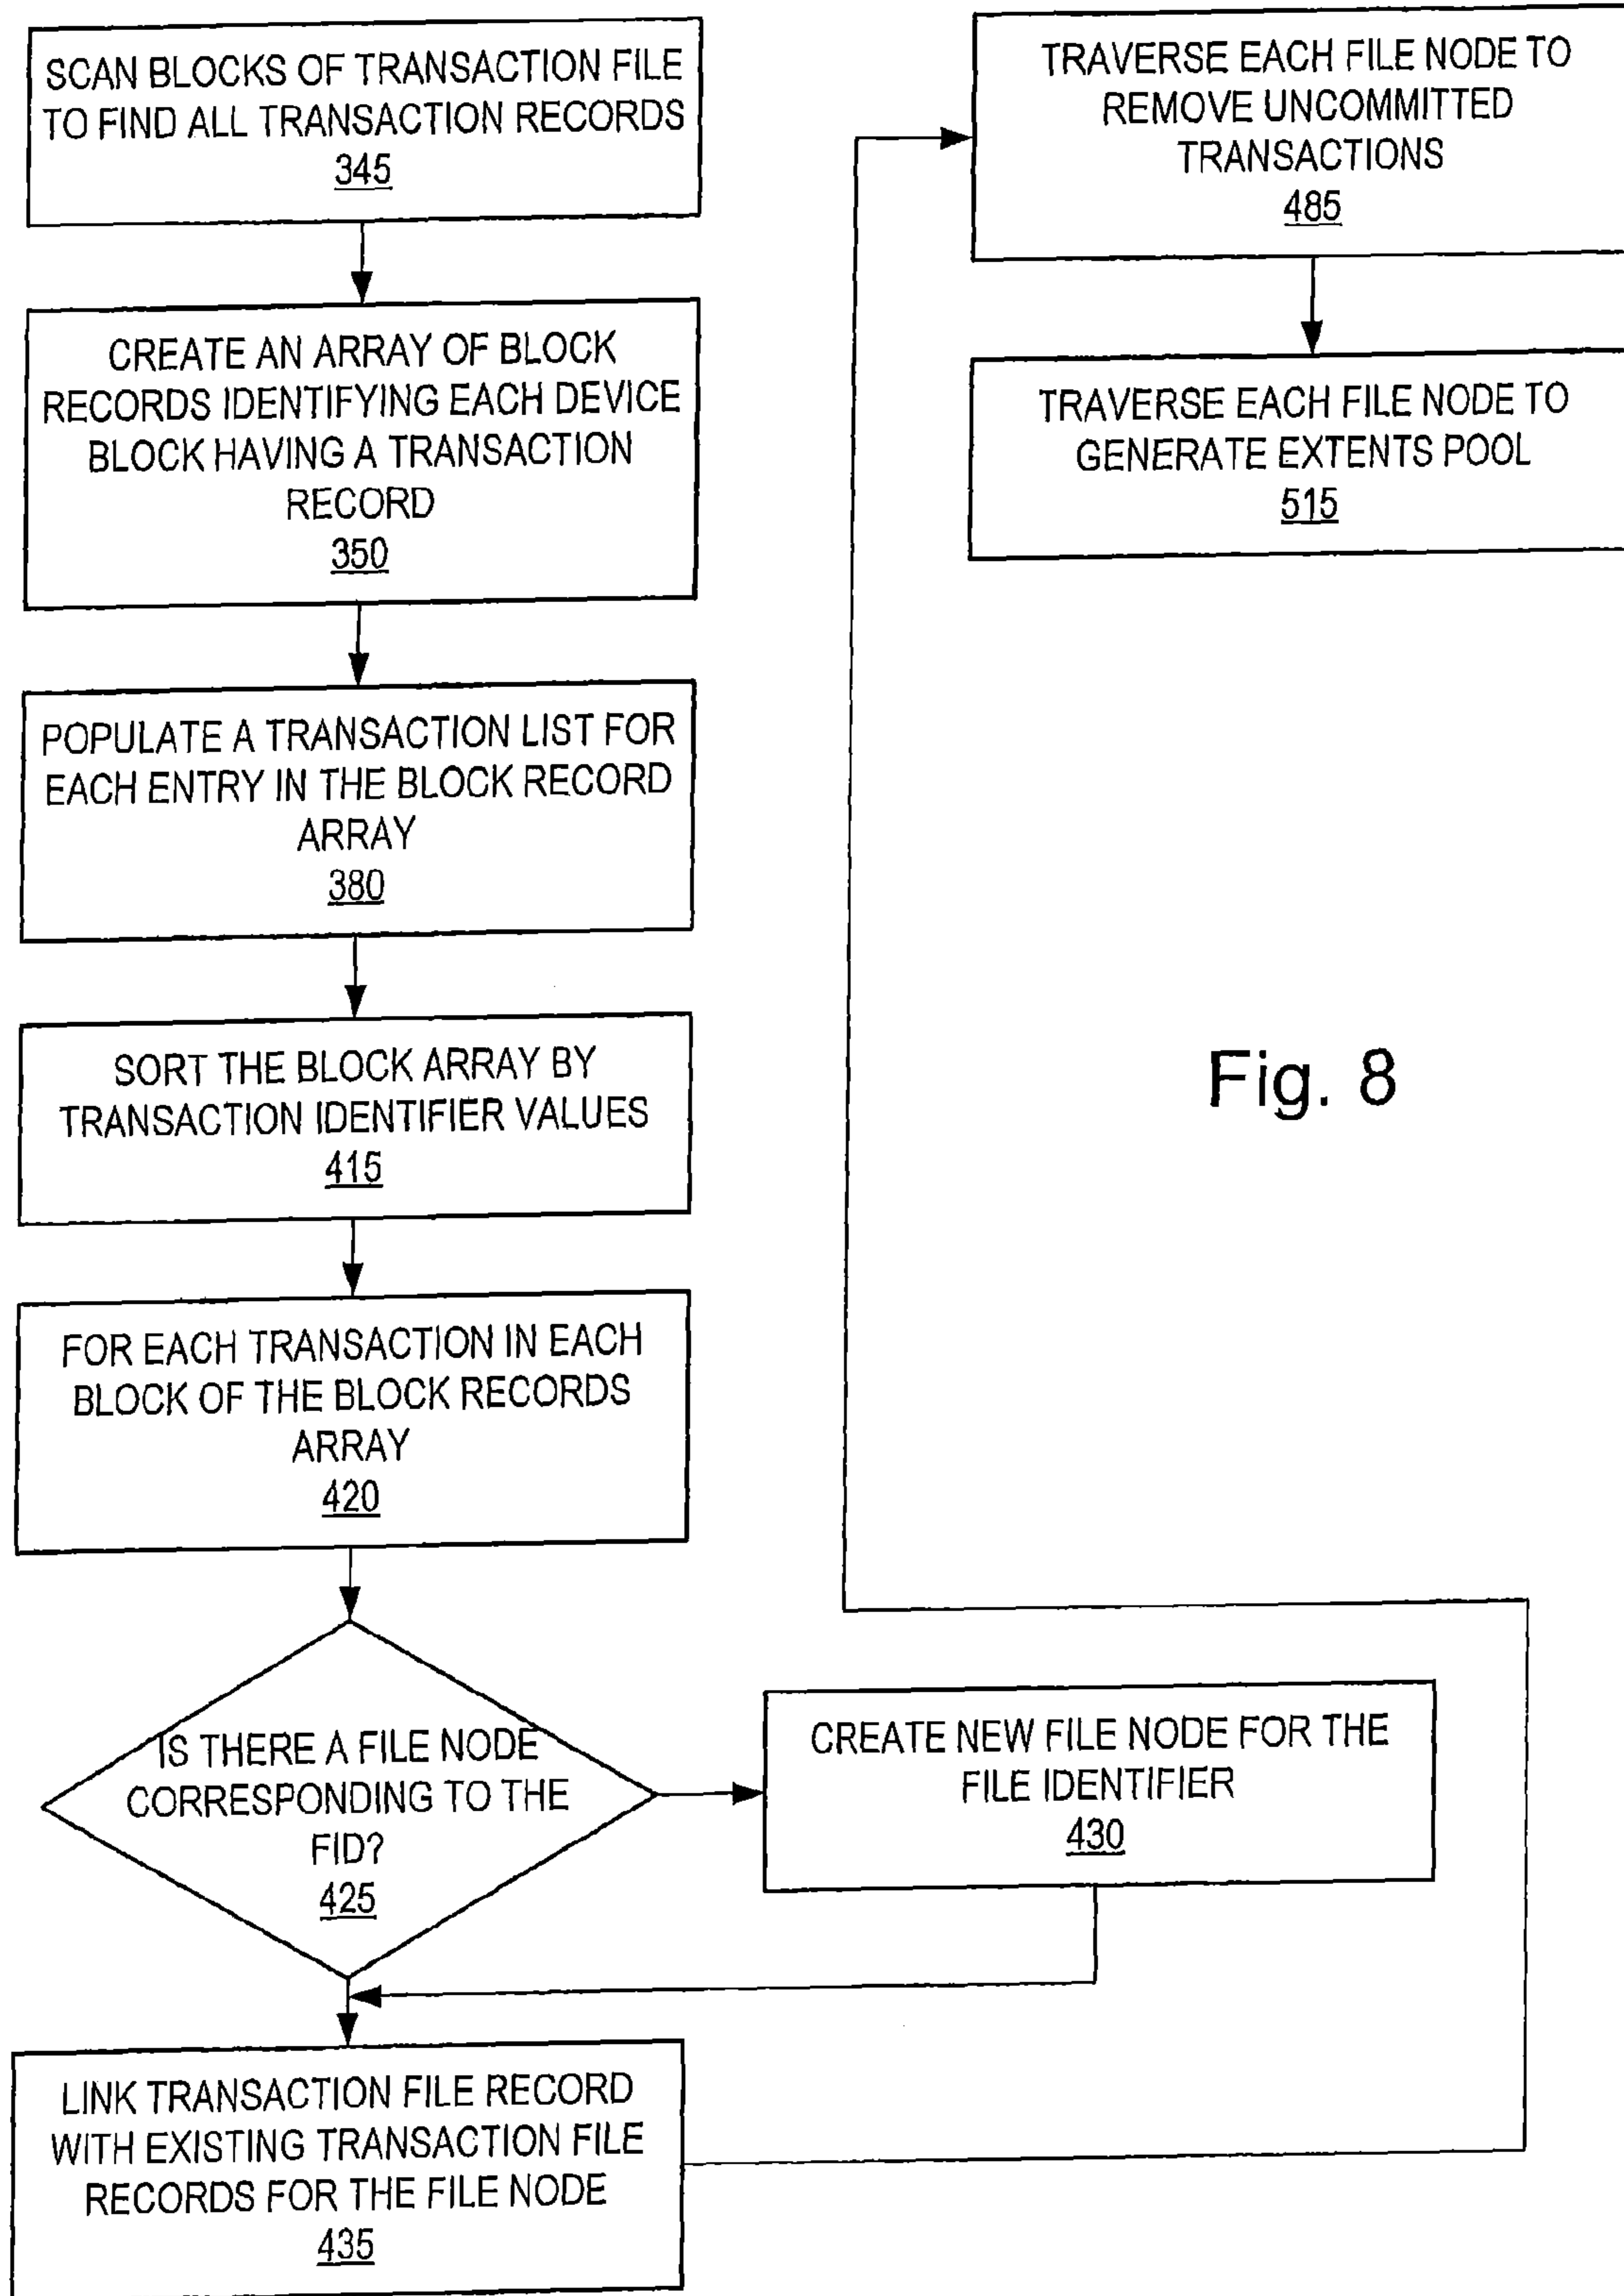 SCAN BLOCKS OF TRANSACTION FILE
TO FIND ALL TRANSACTION RECORDS
345
CREATE AN ARRAY OF BLOCK
RECORDS IDENTIFYING EACH DEVICE
BLOCK HAVING A TRANSACTION
RECORD
350
POPULATE A TRANSACTION LIST FOR
EACH ENTRY IN THE BLOCK RECORD
ARRAY
380
SORT THE BLOCK ARRAY BY
TRANSACTION IDENTIFIER VALUES
415
FOR EACH TRANSACTION IN EACH
BLOCK OF THE BLOCK RECORDS
ARRAY
420
IS THERE A FILE NODE
CORRESPONDING TO THE
FID?
425
CREATE NEW FILE NODE FOR THE
FILE IDENTIFIER
430
LINK TRANSACTION FILE RECORD
WITH EXISTING TRANSACTION FILE
RECORDS FOR THE FILE NODE
435
TRAVERSE EACH FILE NODE TO
REMOVE UNCOMMITTED
TRANSACTIONS
485
TRAVERSE EACH FILE NODE TO
GENERATE EXTENTS POOL
515
Fig. 8